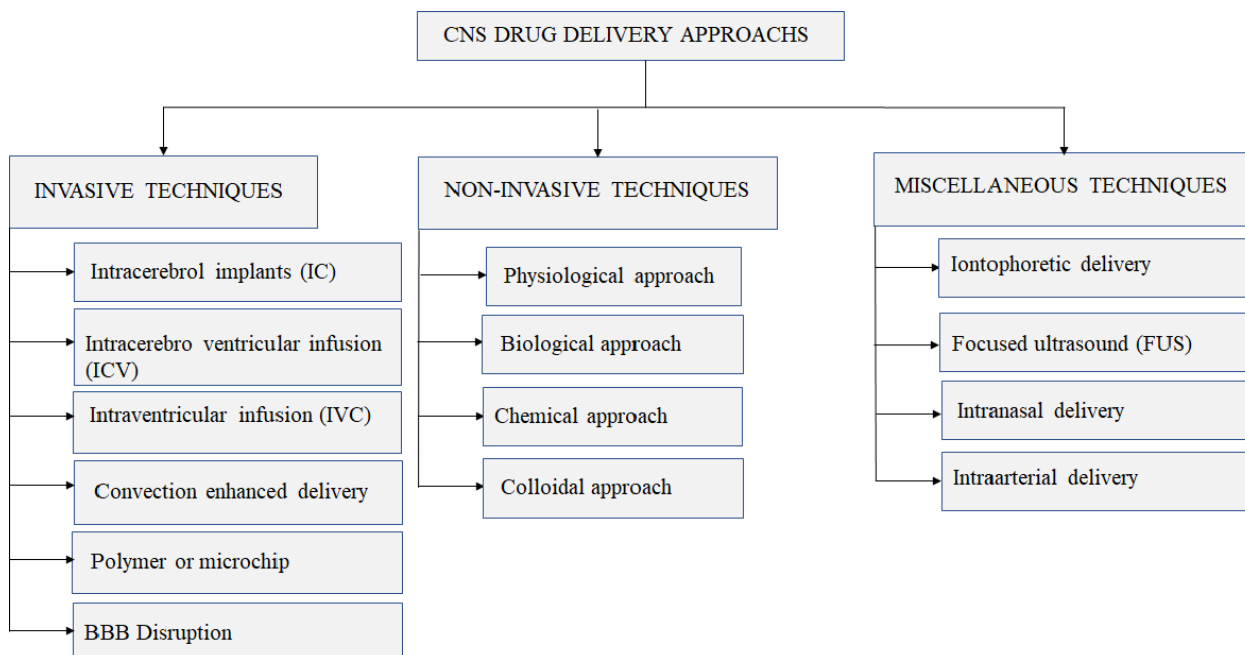 CNS DRUG DELIVERY APPROACHS
INVASIVE TECHNIQUES
Intracerebrol implants (IC)
Intracerebro ventricular infusion
(ICV)
Intraventricular infusion (IVC)
Convection enhanced delivery
Polymer or microchip
BBB Disruption
NON-INVASIVE TECHNIQUES
Physiological approach
Biological approach
Chemical approach
Colloidal approach
MISCELLANEOUS TECHNIQUES
Iontophoretic delivery
Focused ultrasound (FUS)
Intranasal delivery
Intraarterial delivery